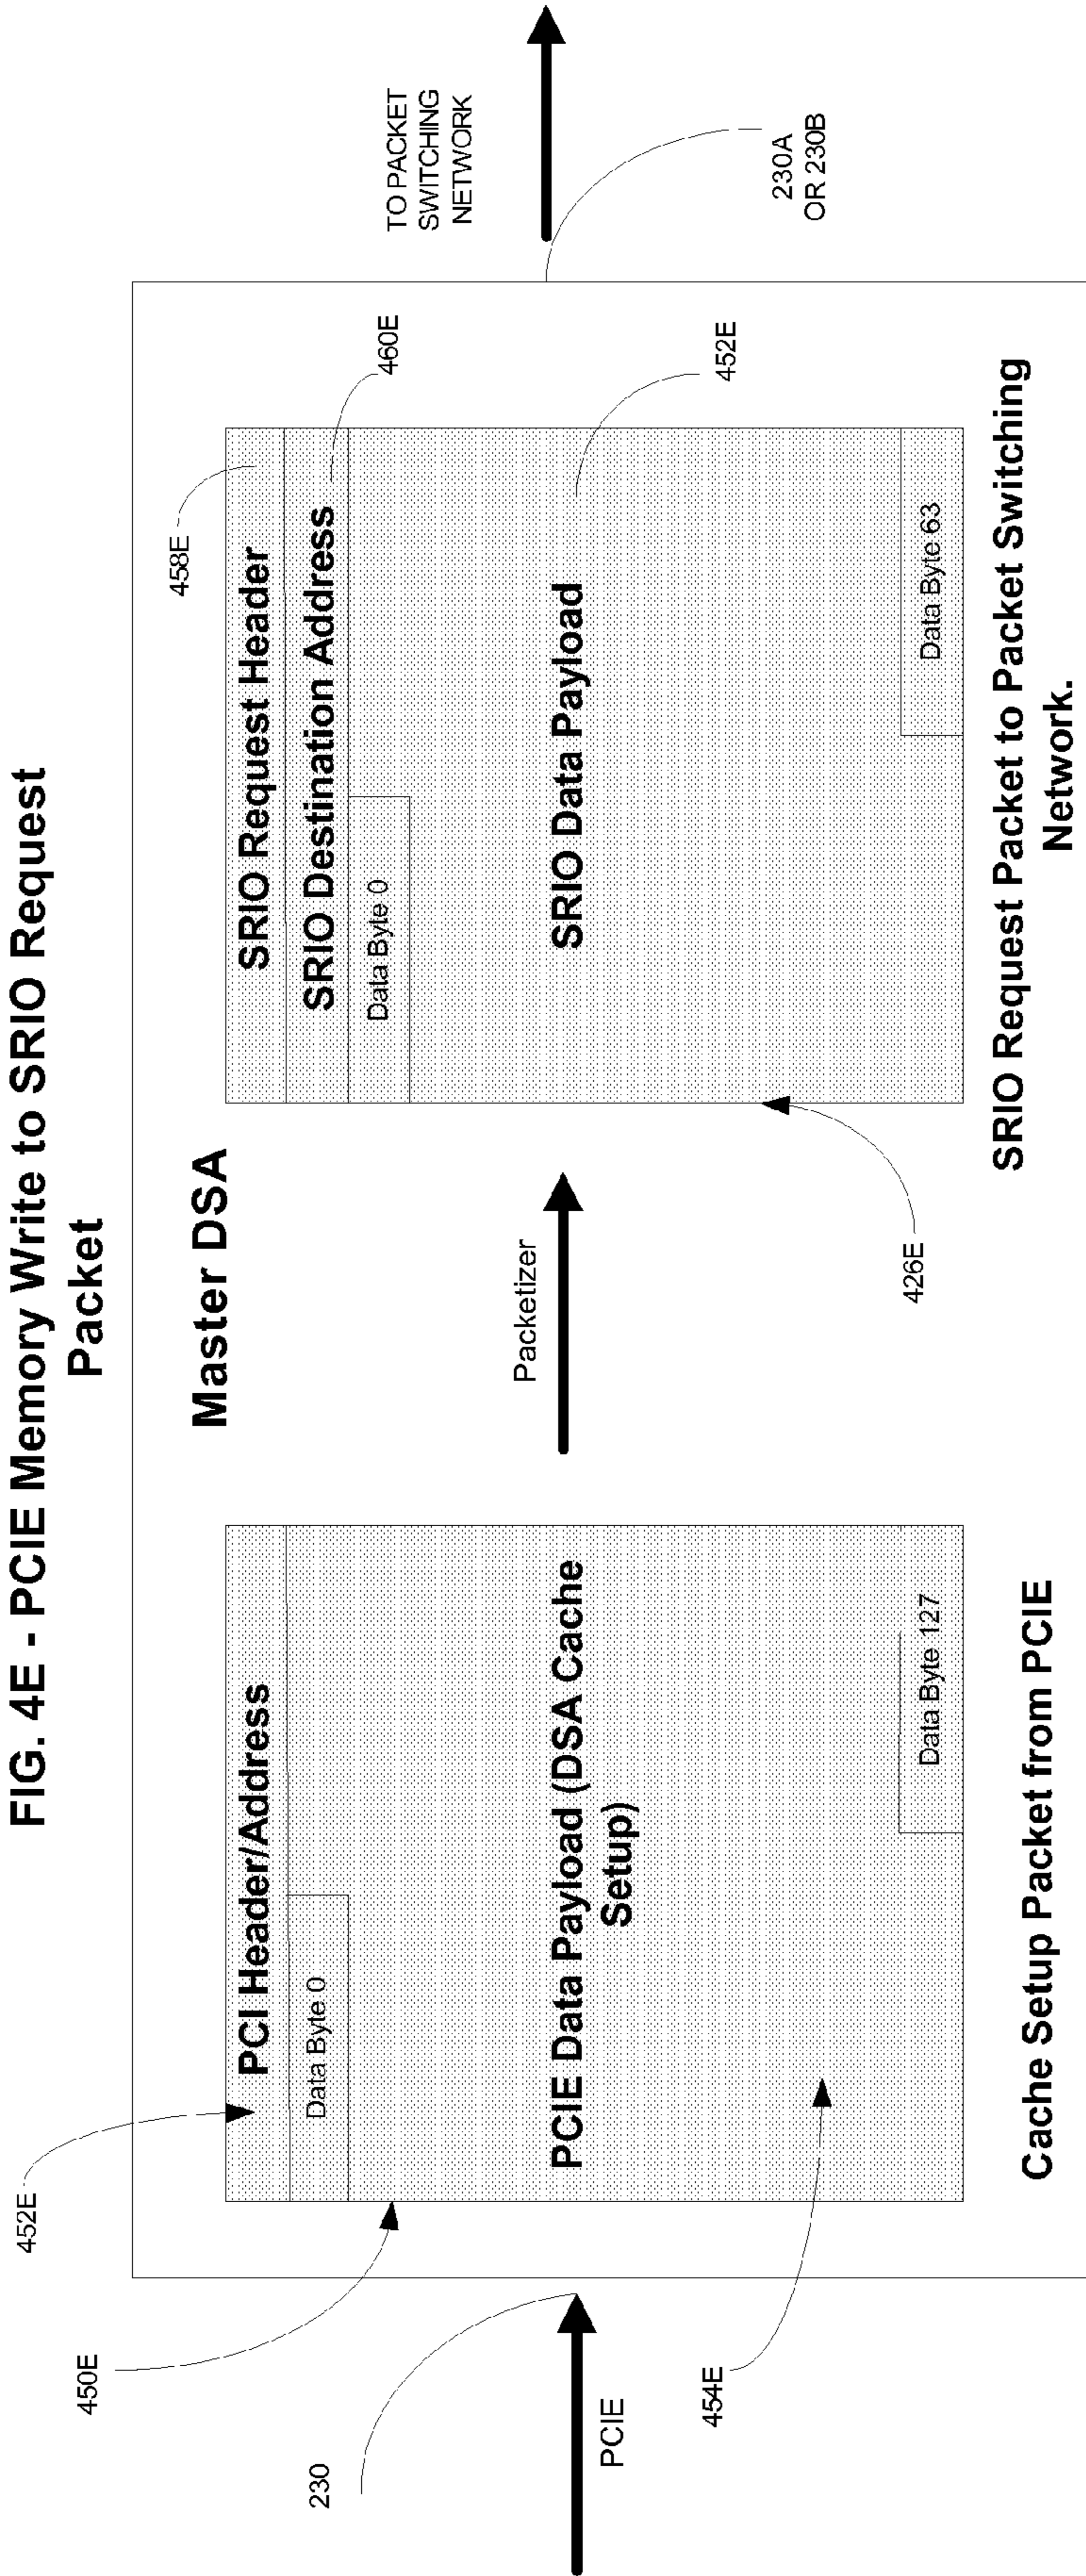 FIG. 4E - PCIE Memory Write to SRIO Request
Packet
Master DSA
452E
450E
230
PCIE
454E
PCI Header/Address
Data Byte 0
PCIE Data Payload (DSA Cache
Setup)
Data Byte 127
Cache Setup Packet from PCIE
Packetizer
426E
458E
SRIO Request Header
SRIO Destination Address
460E
Data Byte 0
SRIO Data Payload
452E
Data Byte 63
SRIO Request Packet to Packet Switching
Network.
TO PACKET
SWITCHING
NETWORK
230A
OR 230B